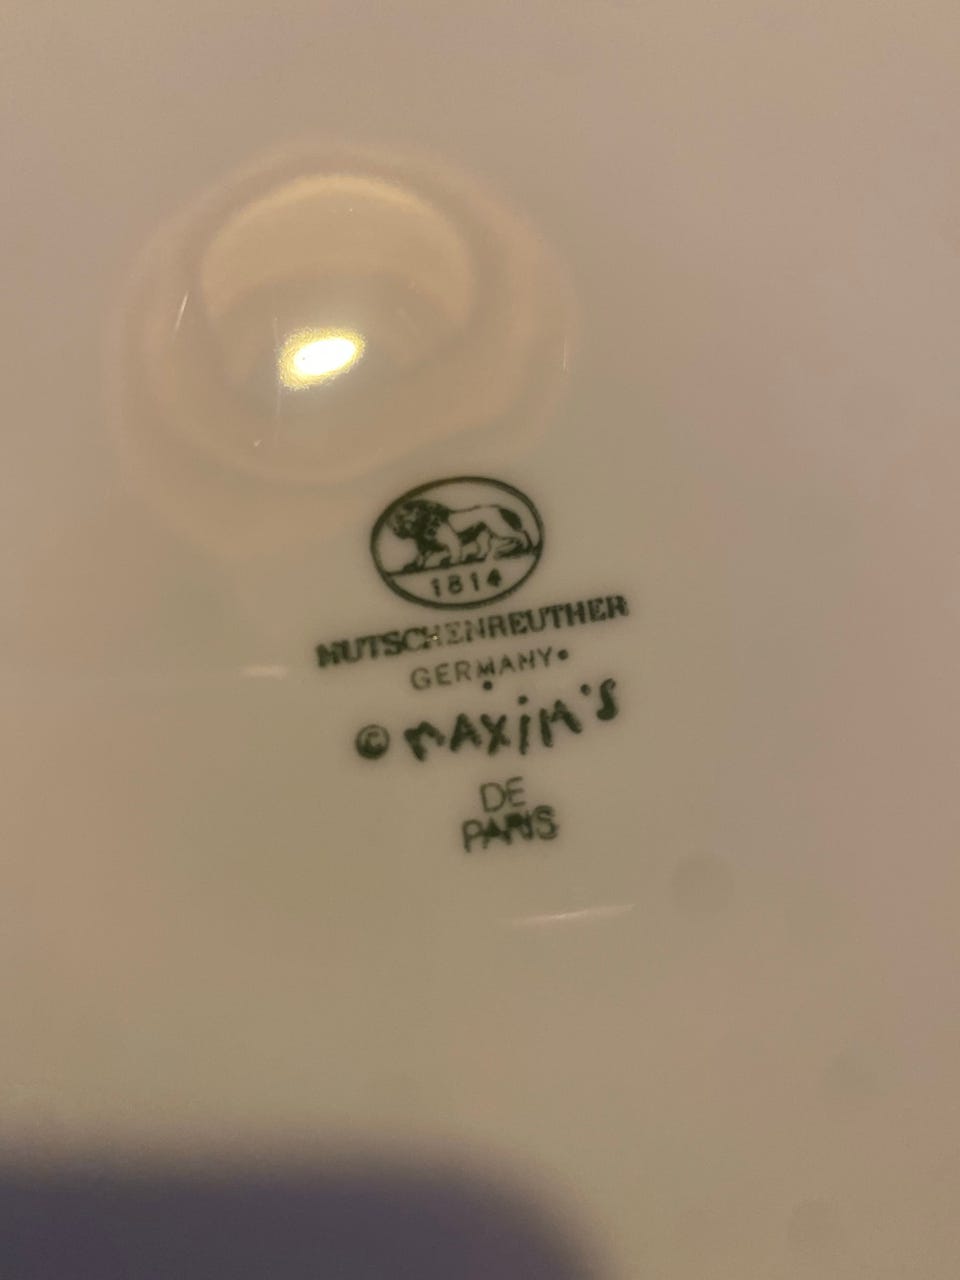 1814
HUTSCHENREUTHER
GERMANY
© MAXiM'S
DE
PARIS